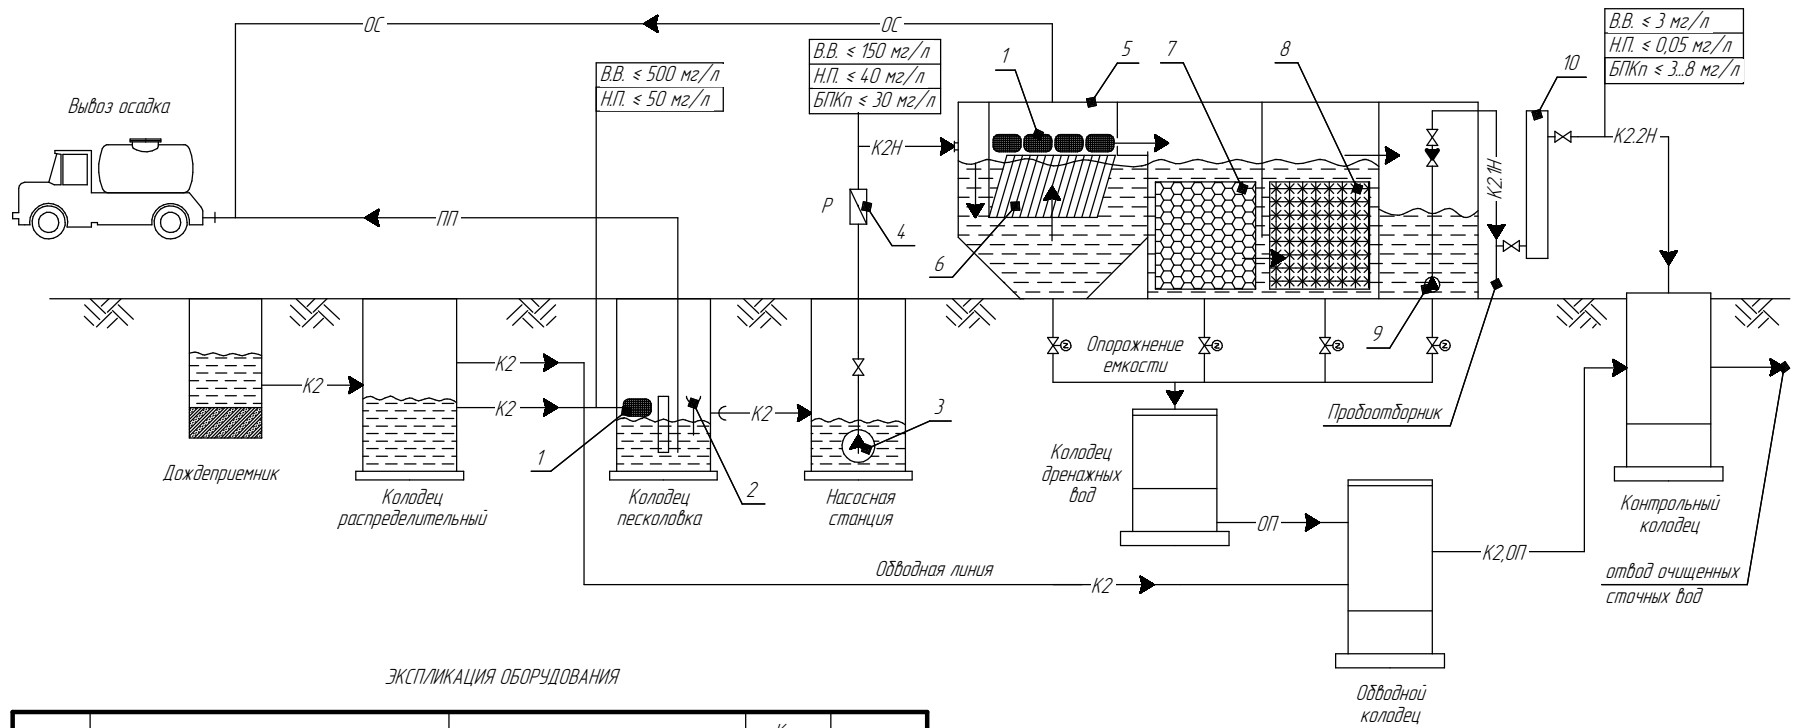 ОС
ОС
В.В. ≤ 3 мг/л
Н.П. ≤ 0,05 мг/л
БПКп ≤ 3...8 мг/л
В.В. ≤ 150 мг/л
Н.П. ≤ 40 мг/л
БПКп ≤ 30 мг/л
1
5
7
8
10
В.В. ≤ 500 мг/л
Н.П. ≤ 50 мг/л
Вывоз осадка
К2Н
К2.2Н
К2.1Н
Р
4
ПП
6
9
Опорожнение
емкости
К2
К2
К2
К2
3
Пробоотборник
1
2
Дождеприемник
Колодец
распределительный
Колодец
песколовка
Насосная
станция
Колодец
дренажных
вод
Контрольный
колодец
ОП
К2,ОП
Обводная линия
К2
отвод очищенных
сточных вод
ЭКСПЛИКАЦИЯ ОБОРУДОВАНИЯ
Обводной
колодец